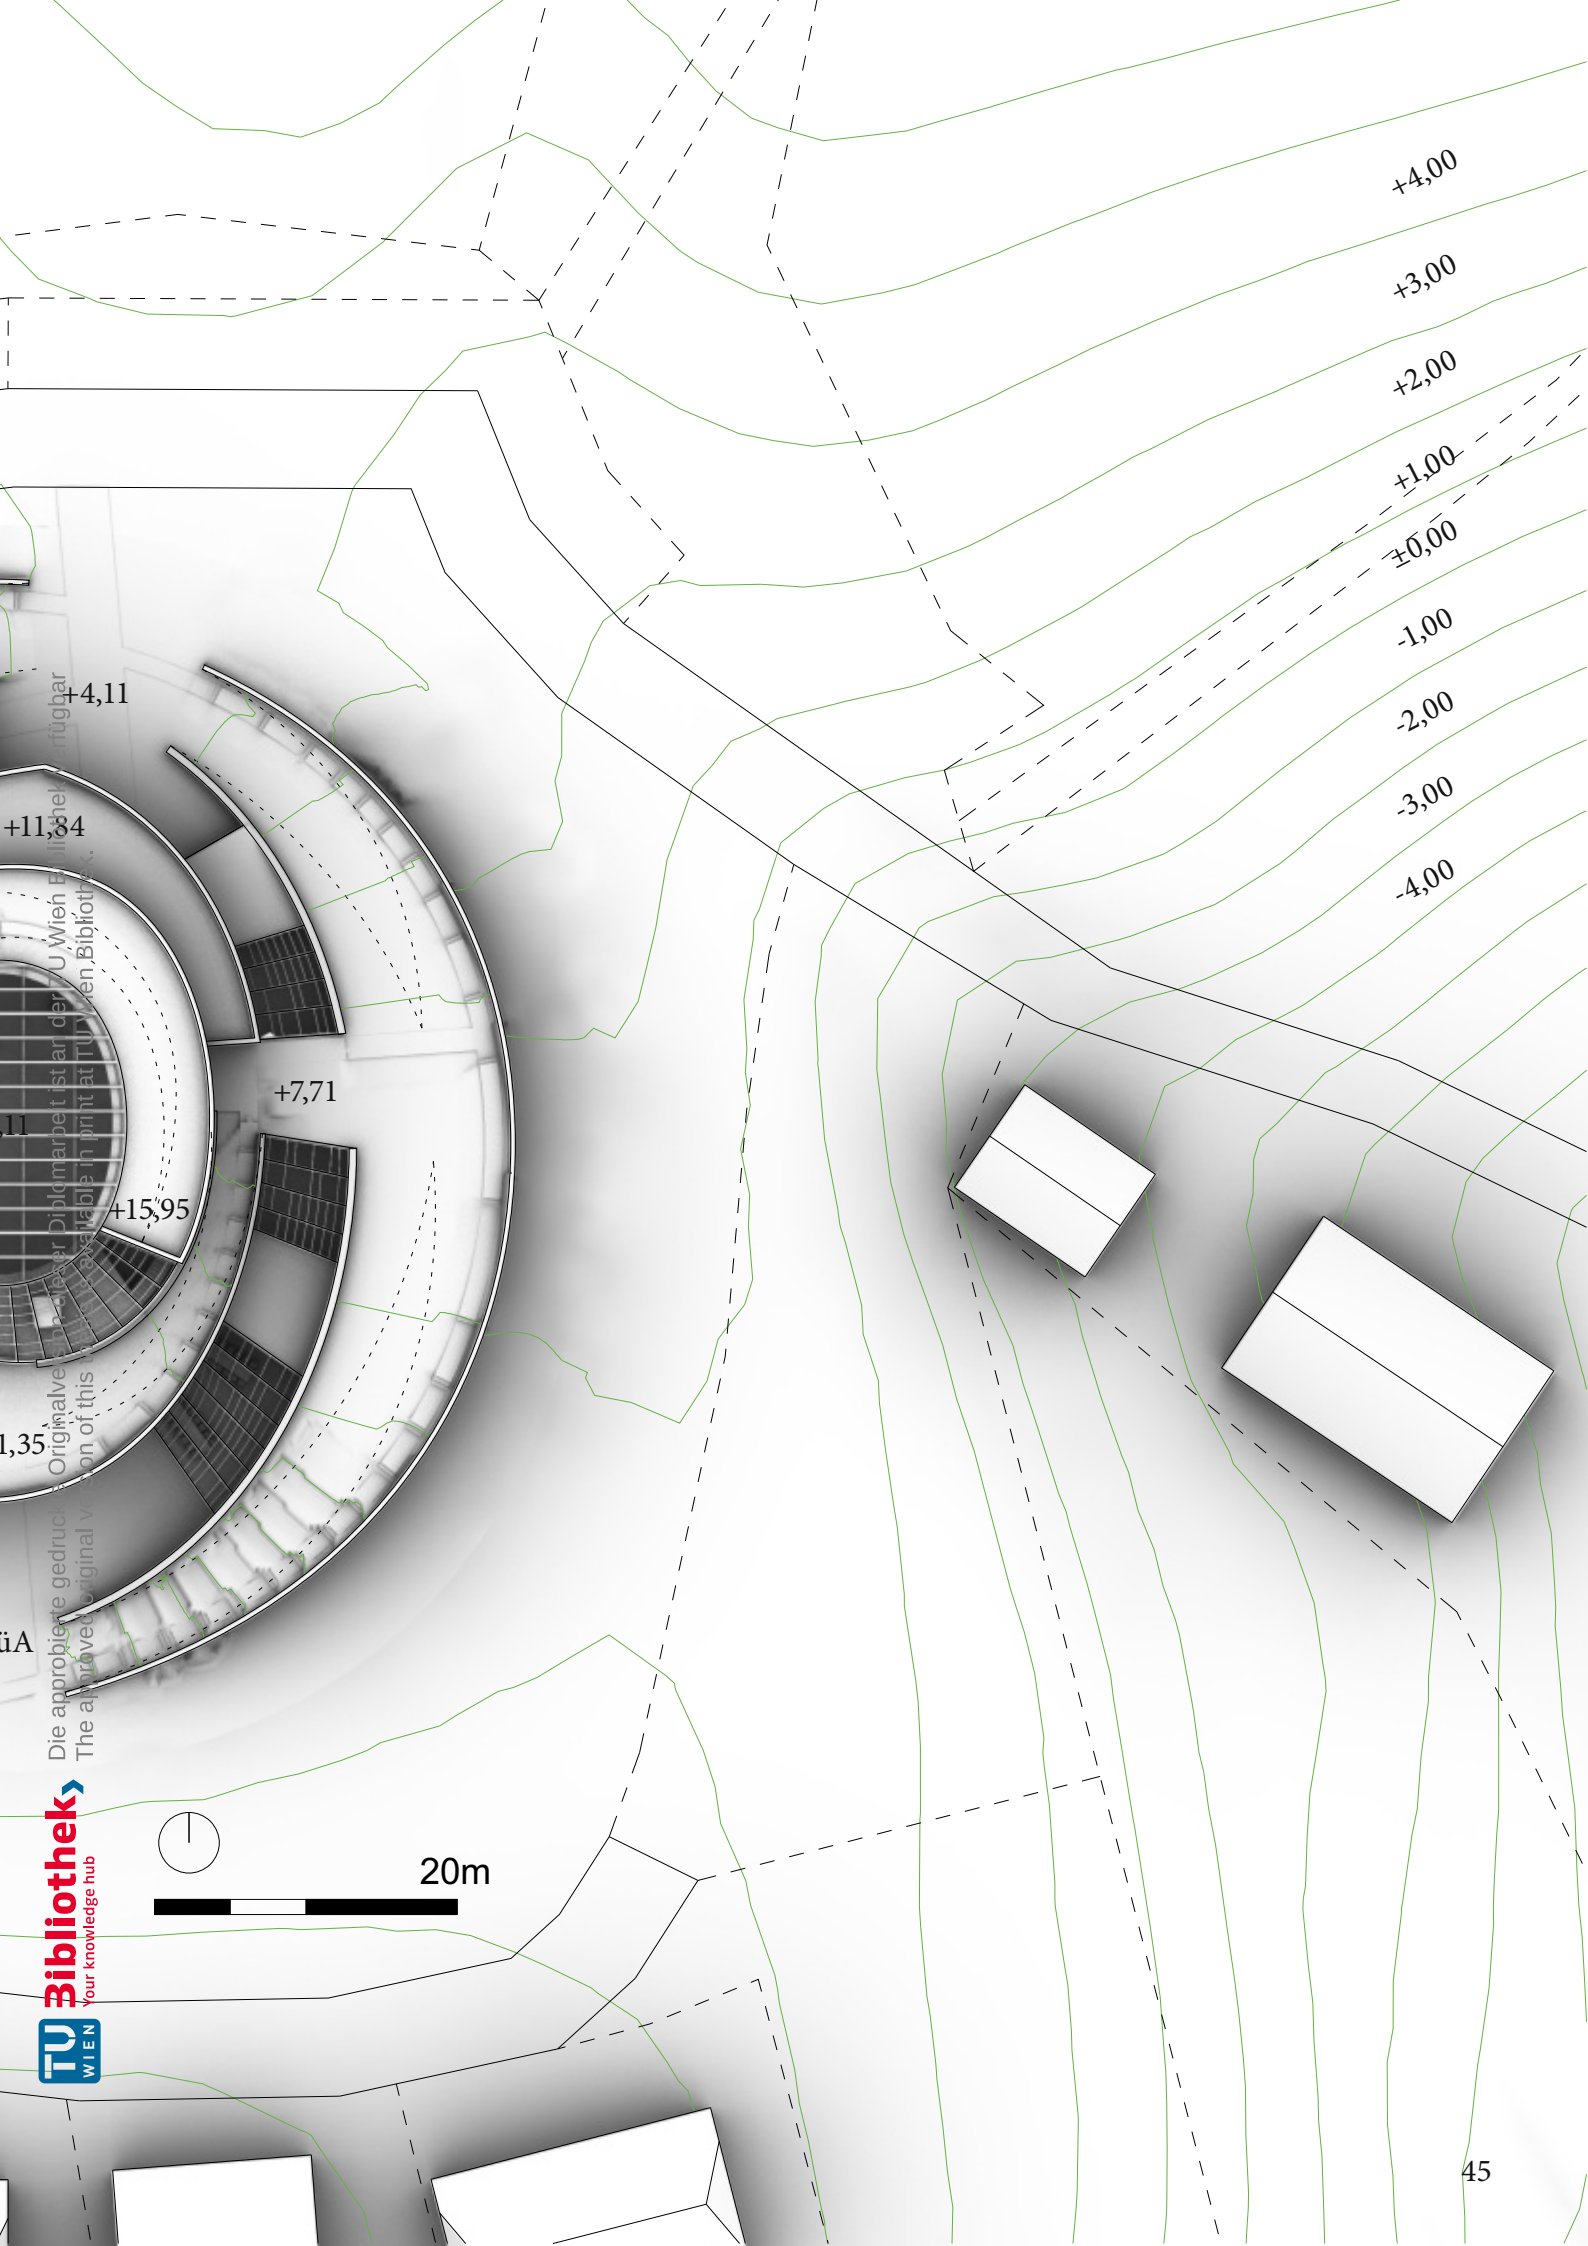 +4,00
+3,00
+2,00
+1,00
±0,00
-1,00
-2,00
-3,00
-4,00
+4,11
+11,84
+7,71
,11
+15,95
1,35
üA
20m
45
Die approbierte gedruckte Originalversion dieser Diplomarbeit ist an der TU Wien Bibliothek verfügbar
The approved original version of this thesis is available in print at TU Wien Bibliothek.
Bibliothek
Your knowledge hub
TU
WIEN